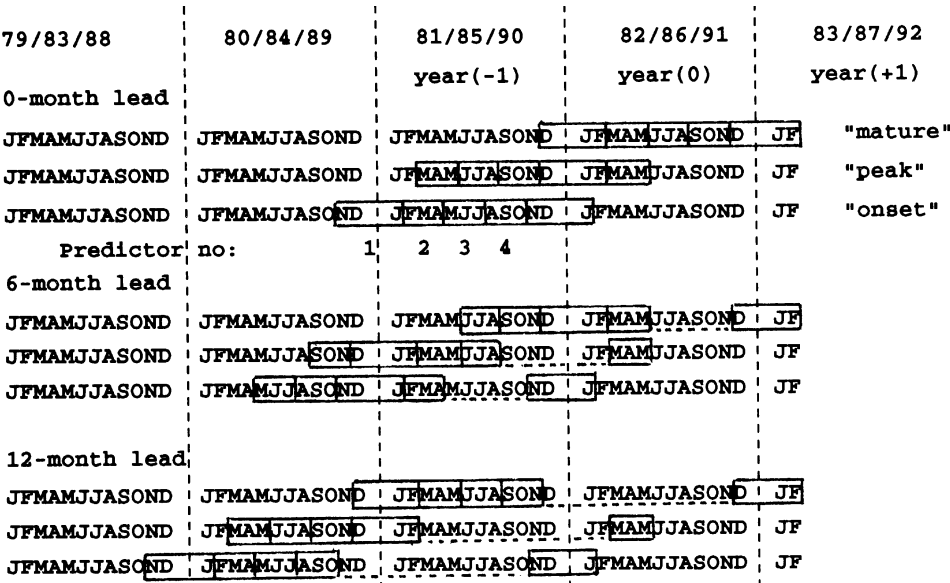 79/83/88 80/84/89 81/85/90 82/86/91 83/87/92
year(-1) year(0) year(+1)
0-month lead
JFMAMJJASOND JFMAMJJASOND JFMAMJJASOND JFMAMJJASOND JF "mature"
JFMAMJJASOND JFMAMJJASOND JFMAMJJASOND JFMAMJJASOND JF "peak"
JFMAMJJASOND JFMAMJJASOND JFMAMJJASOND JFMAMJJASOND JF "onset"
Predictor no: 1 2 3 4
6-month lead
JFMAMJJASOND JFMAMJJASOND JFMAMJJASOND JFMAMJJASOND JF
JFMAMJJASOND JFMAMJJASOND JFMAMJJASOND JFMAMJJASOND JF
JFMAMJJASOND JFMAMJJASOND JFMAMJJASOND JFMAMJJASOND JF
12-month lead
JFMAMJJASOND JFMAMJJASOND JFMAMJJASOND JFMAMJJASOND JF
JFMAMJJASOND JFMAMJJASOND JFMAMJJASOND JFMAMJJASOND JF
JFMAMJJASOND JFMAMJJASOND JFMAMJJASOND JFMAMJJASOND JF